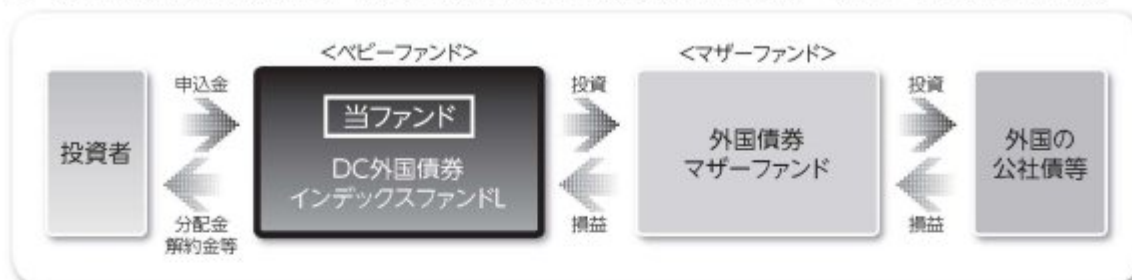 <ベビーファンド>
<マザーファンド>
投資者
申込金
分配金
解約金等
当ファンド
DC外国債券
インデックスファンドL
投資
損益
外国債券
マザーファンド
投資
損益
外国の
公社債等